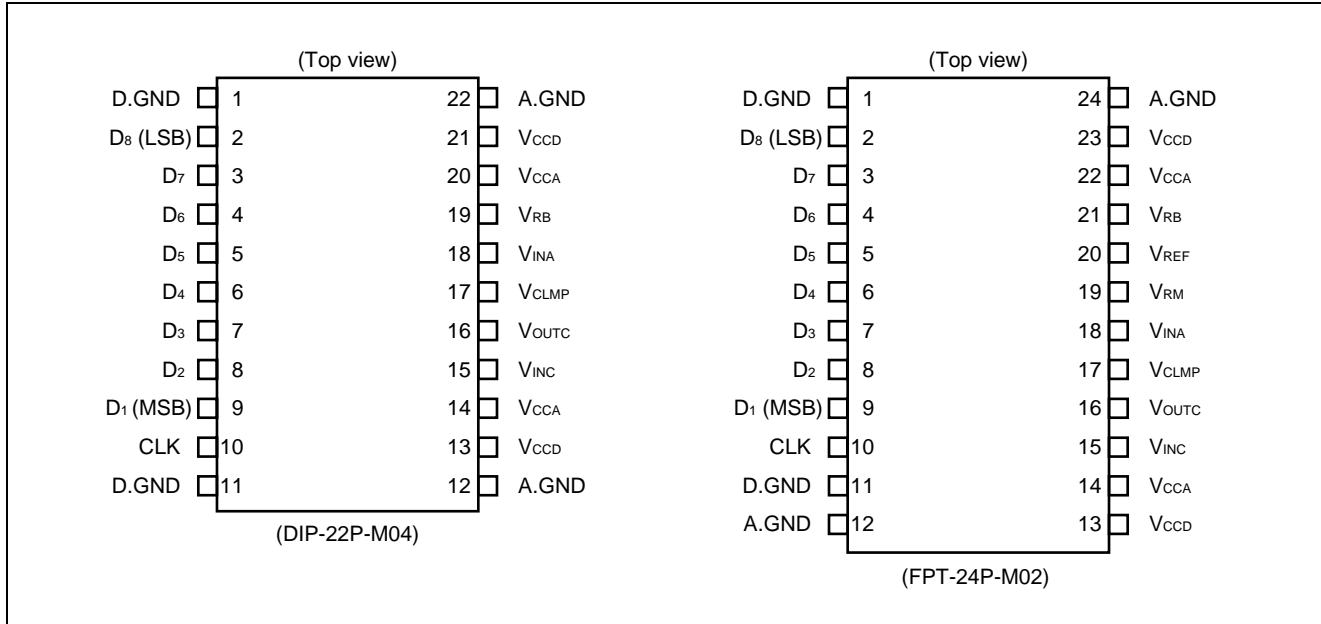 (Top view)
D.GND 1 22 A.GND
D8 (LSB) 2 21 VCCD
D7 3 20 VCCA
D6 4 19 VRB
D5 5 18 VINA
D4 6 17 VCLMP
D3 7 16 VOUTC
D2 8 15 VINC
D1 (MSB) 9 14 VCCA
CLK 10 13 VCCD
D.GND 11 12 A.GND
(DIP-22P-M04)
(Top view)
D.GND 1 24 A.GND
D8 (LSB) 2 23 VCCD
D7 3 22 VCCA
D6 4 21 VRB
D5 5 20 VREF
D4 6 19 VRM
D3 7 18 VINA
D2 8 17 VCLMP
D1 (MSB) 9 16 VOUTC
CLK 10 15 VINC
D.GND 11 14 VCCA
A.GND 12 13 VCCD
(FPT-24P-M02)